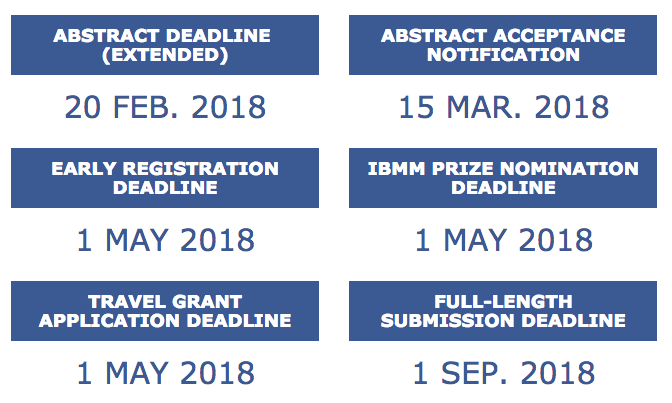 ABSTRACT DEADLINE
(EXTENDED)
20 FEB. 2018
ABSTRACT ACCEPTANCE
NOTIFICATION
15 MAR. 2018
EARLY REGISTRATION
DEADLINE
1 MAY 2018
IBMM PRIZE NOMINATION
DEADLINE
1 MAY 2018
TRAVEL GRANT
APPLICATION DEADLINE
1 MAY 2018
FULL-LENGTH
SUBMISSION DEADLINE
1 SEP. 2018